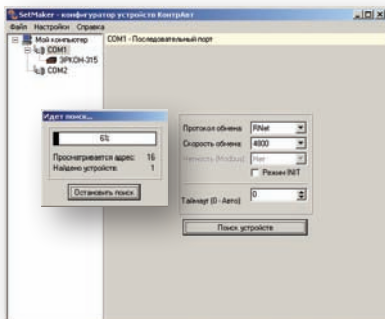 SetMaker - конфигуратор устройств КонтрАвт
Файл Настройки Справка
Мой компьютер
COM1
ЭРКОН-315
COM2
COM1 - Последовательный порт
Идет поиск...
6%
Просматривается адрес: 16
Найдено устройств: 1
Остановить поиск
Протокол обмена: RNet
Скорость обмена: 4800
Четность (Modbus): Нет
Режим INIT
Таймаут (0 - Авто): 0
Поиск устройств